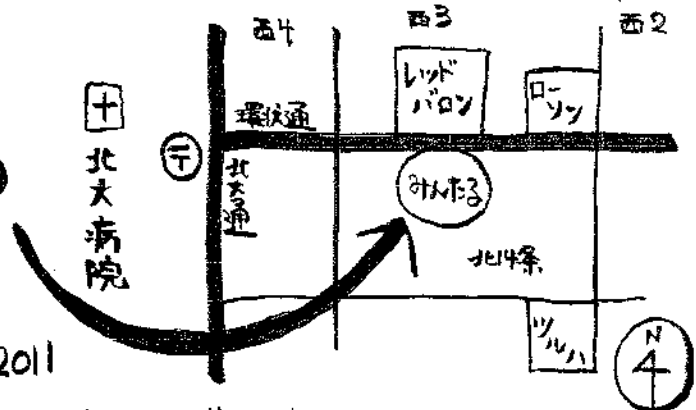 西4
西3
西2
レッド
バロン
ロー
ソン
環状通
〒
北大通
北大病院
みんたる
北14条
ツルハ
N
2011